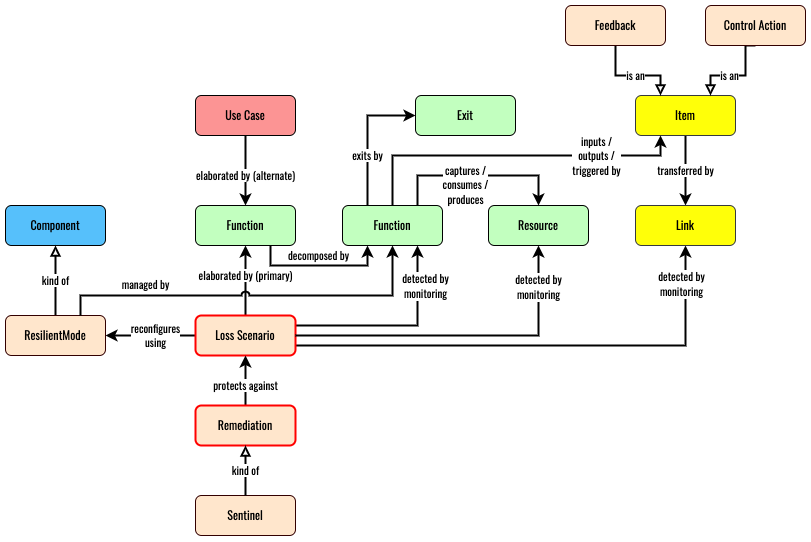 Feedback
Control Action
is an
is an
Use Case
Exit
Item
exits by
inputs /
outputs /
triggered by
elaborated by (alternate)
captures /
consumes /
produces
transferred by
Component
Function
Function
Resource
Link
decomposed by
kind of
elaborated by (primary)
managed by
detected by
monitoring
detected by
monitoring
detected by
monitoring
ResilientMode
reconfigures
using
Loss Scenario
protects against
Remediation
kind of
Sentinel